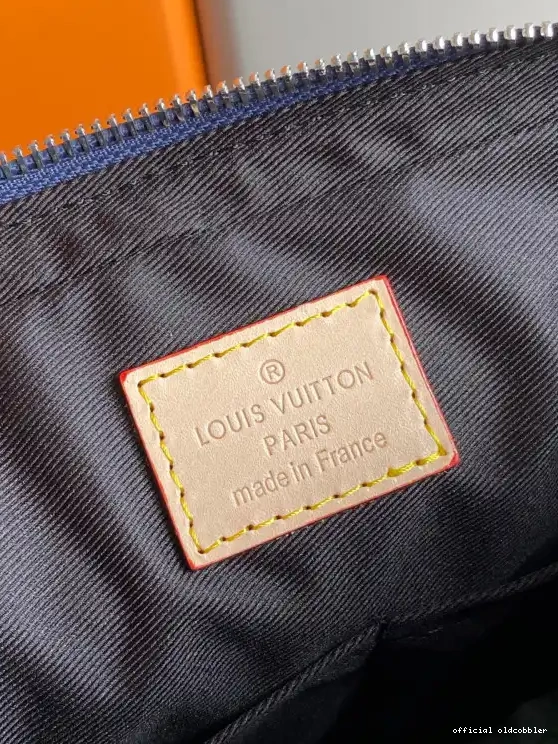 ®
LOUIS VUITTON
PARIS
made in France
official oldcobbler